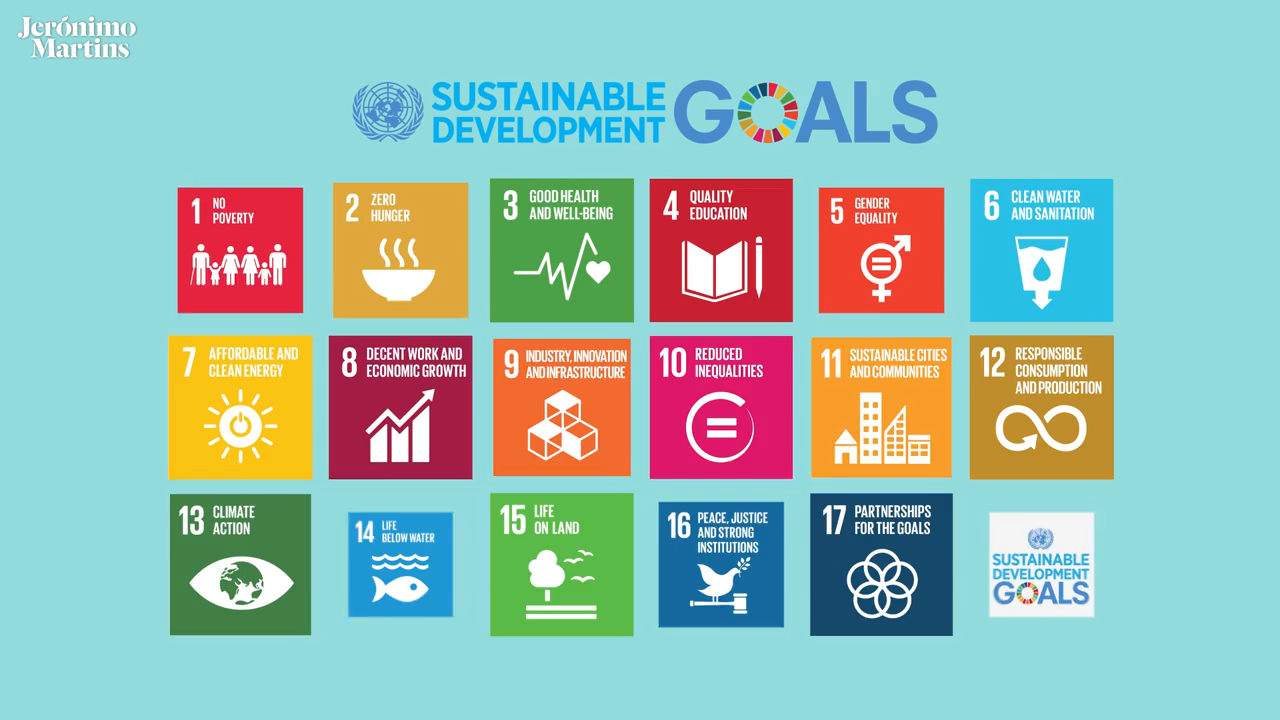 Jerónimo
Martins
SUSTAINABLE
DEVELOPMENT
GOALS
1 NO
POVERTY
2 ZERO
HUNGER
3 GOOD HEALTH
AND WELL-BEING
4 QUALITY
EDUCATION
5 GENDER
EQUALITY
6 CLEAN WATER
AND SANITATION
7 AFFORDABLE AND
CLEAN ENERGY
8 DECENT WORK AND
ECONOMIC GROWTH
9 INDUSTRY, INNOVATION
AND INFRASTRUCTURE
10 REDUCED
INEQUALITIES
11 SUSTAINABLE CITIES
AND COMMUNITIES
12 RESPONSIBLE
CONSUMPTION
AND PRODUCTION
13 CLIMATE
ACTION
14 LIFE
BELOW WATER
15 LIFE
ON LAND
16 PEACE, JUSTICE
AND STRONG
INSTITUTIONS
17 PARTNERSHIPS
FOR THE GOALS
SUSTAINABLE
DEVELOPMENT
GOALS